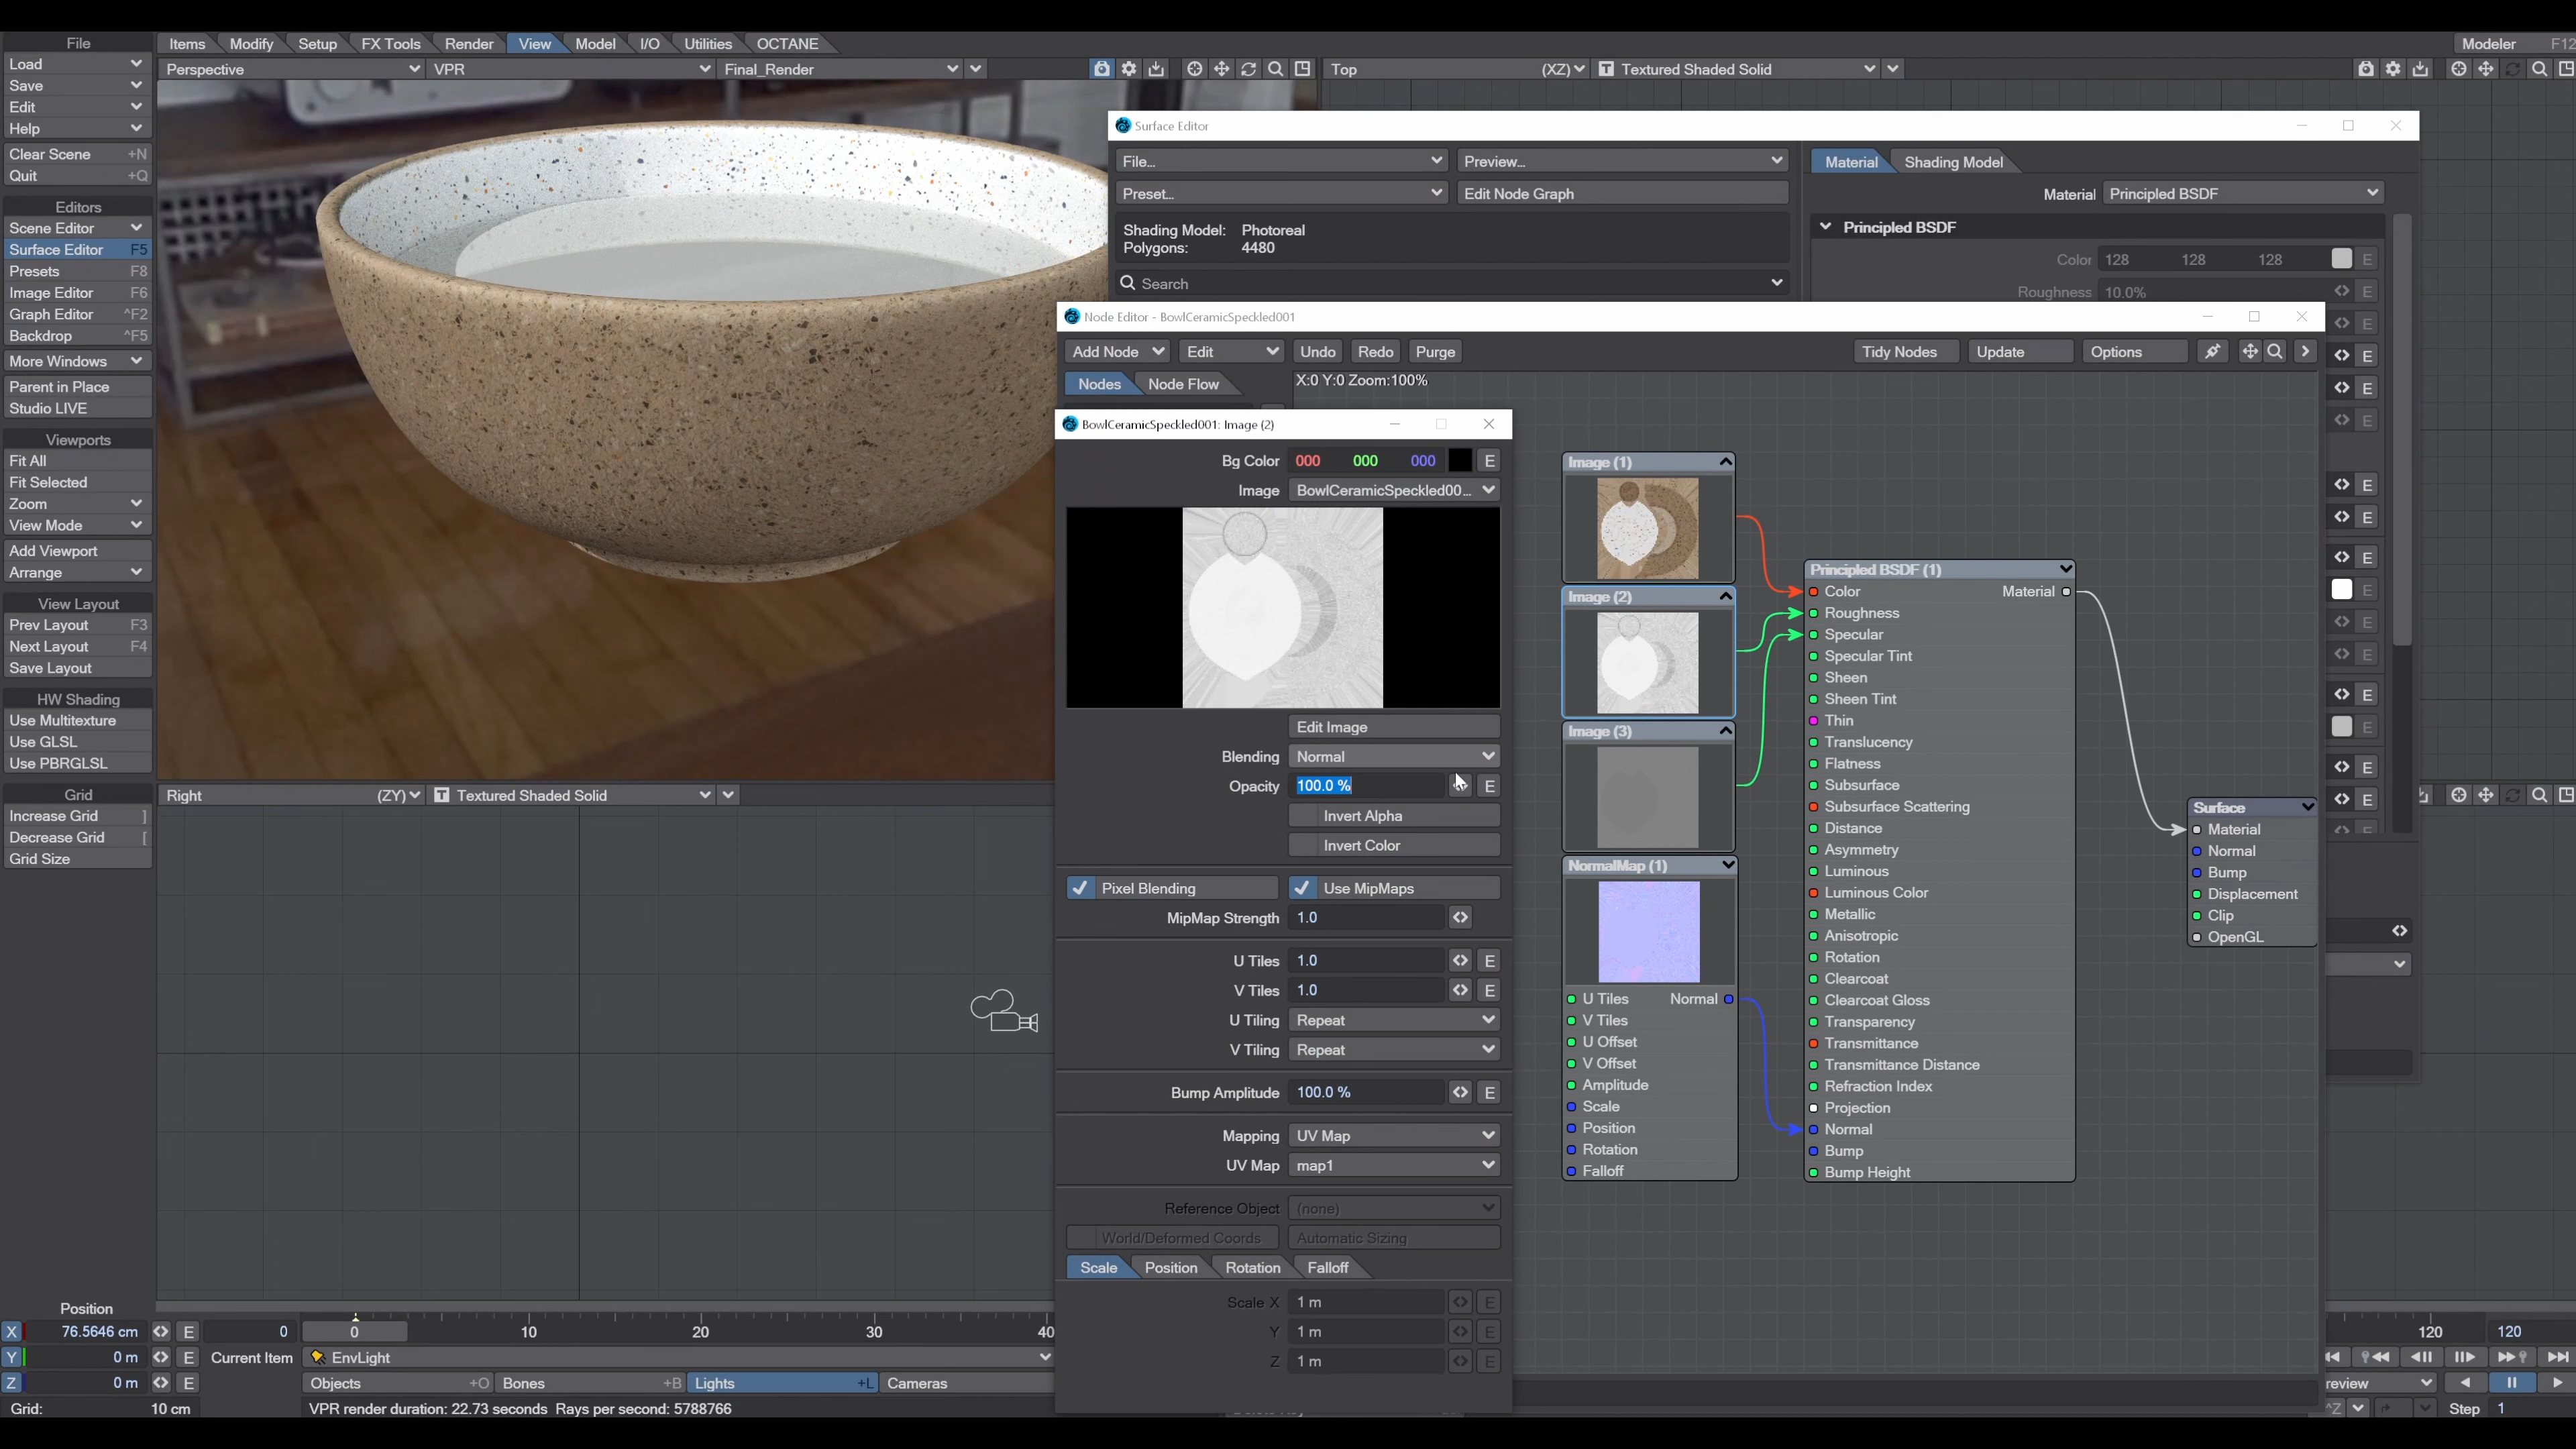 File
Load
Save
Edit
Help
Clear Scene +N
Quit +Q
Editors
Scene Editor
Surface Editor F5
Presets F8
Image Editor F6
Graph Editor ^F2
Backdrop ^F5
More Windows
Parent in Place
Studio LIVE
Viewports
Fit All
Fit Selected
Zoom
View Mode
Add Viewport
Arrange
View Layout
Prev Layout F3
Next Layout F4
Save Layout
HW Shading
Use Multitexture
Use GLSL
Use PBRGLSL
Grid
Increase Grid ]
Decrease Grid [
Grid Size
Items Modify Setup FX Tools Render View Model I/O Utilities OCTANE
Modeler F12
Perspective VPR Final_Render
Top (XZ) Textured Shaded Solid
Surface Editor
File... Preview...
Preset... Edit Node Graph
Shading Model: Photoreal
Polygons: 4480
Search
Material Shading Model
Material Principled BSDF
Principled BSDF
Color 128 128 128 E
Roughness 10.0% E
Node Editor - BowlCeramicSpeckled001
Add Node Edit Undo Redo Purge Tidy Nodes Update Options
Nodes Node Flow
X:0 Y:0 Zoom:100%
BowlCeramicSpeckled001: Image (2)
Bg Color 000 000 000 E
Image BowlCeramicSpeckled00...
Edit Image
Blending Normal
Opacity 100.0 % E
Invert Alpha
Invert Color
Pixel Blending Use MipMaps
MipMap Strength 1.0
U Tiles 1.0 E
V Tiles 1.0 E
U Tiling Repeat
V Tiling Repeat
Bump Amplitude 100.0 % E
Mapping UV Map
UV Map map1
Reference Object (none)
World/Deformed Coords Automatic Sizing
Scale Position Rotation Falloff
Scale X 1 m E
Y 1 m E
Z 1 m E
Image (1)
Image (2)
Image (3)
NormalMap (1)
U Tiles Normal
V Tiles
U Offset
V Offset
Amplitude
Scale
Position
Rotation
Falloff
Principled BSDF (1)
Color Material
Roughness
Specular
Specular Tint
Sheen
Sheen Tint
Thin
Translucency
Flatness
Subsurface
Subsurface Scattering
Distance
Asymmetry
Luminous
Luminous Color
Metallic
Anisotropic
Rotation
Clearcoat
Clearcoat Gloss
Transparency
Transmittance
Transmittance Distance
Refraction Index
Projection
Normal
Bump
Bump Height
Surface
Material
Normal
Bump
Displacement
Clip
OpenGL
Right (ZY) Textured Shaded Solid
Position
X 76.5646 cm E 0 0 10 20 30 40 120 120
Y 0 m E Current Item EnvLight
Z 0 m E Objects +O Bones +B Lights +L Cameras
review
Grid: 10 cm VPR render duration: 22.73 seconds Rays per second: 5788766
^Z Step 1